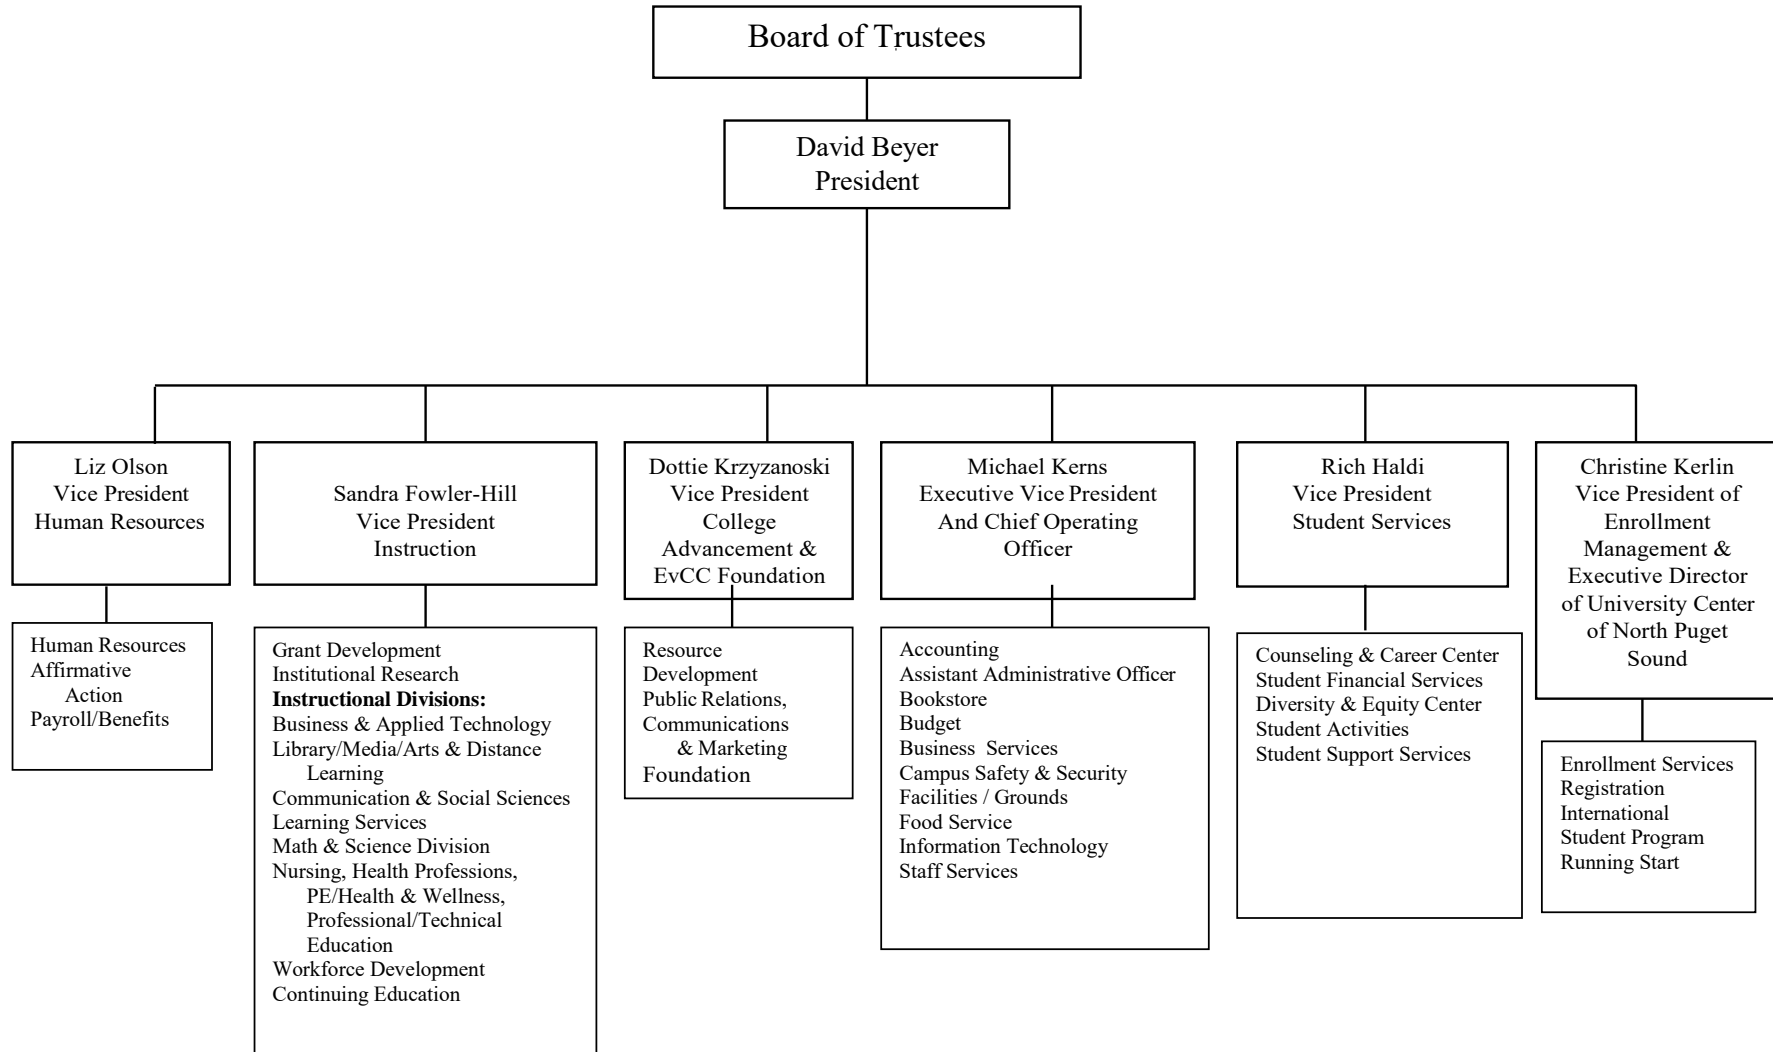 Board of Trustees
David Beyer
President
Liz Olson
Vice President
Human Resources
Sandra Fowler-Hill
Vice President
Instruction
Dottie Krzyzanoski
Vice President
College
Advancement &
EvCC Foundation
Michael Kerns
Executive Vice President
And Chief Operating
Officer
Rich Haldi
Vice President
Student Services
Christine Kerlin
Vice President of
Enrollment
Management &
Executive Director
of University Center
of North Puget
Sound
Human Resources
Affirmative
Action
Payroll/Benefits
Grant Development
Institutional Research
Instructional Divisions:
Business & Applied Technology
Library/Media/Arts & Distance
Learning
Communication & Social Sciences
Learning Services
Math & Science Division
Nursing, Health Professions,
PE/Health & Wellness,
Professional/Technical
Education
Workforce Development
Continuing Education
Resource
Development
Public Relations,
Communications
& Marketing
Foundation
Accounting
Assistant Administrative Officer
Bookstore
Budget
Business  Services
Campus Safety & Security
Facilities / Grounds
Food Service
Information Technology
Staff Services
Counseling & Career Center
Student Financial Services
Diversity & Equity Center
Student Activities
Student Support Services
Enrollment Services
Registration
International
Student Program
Running Start